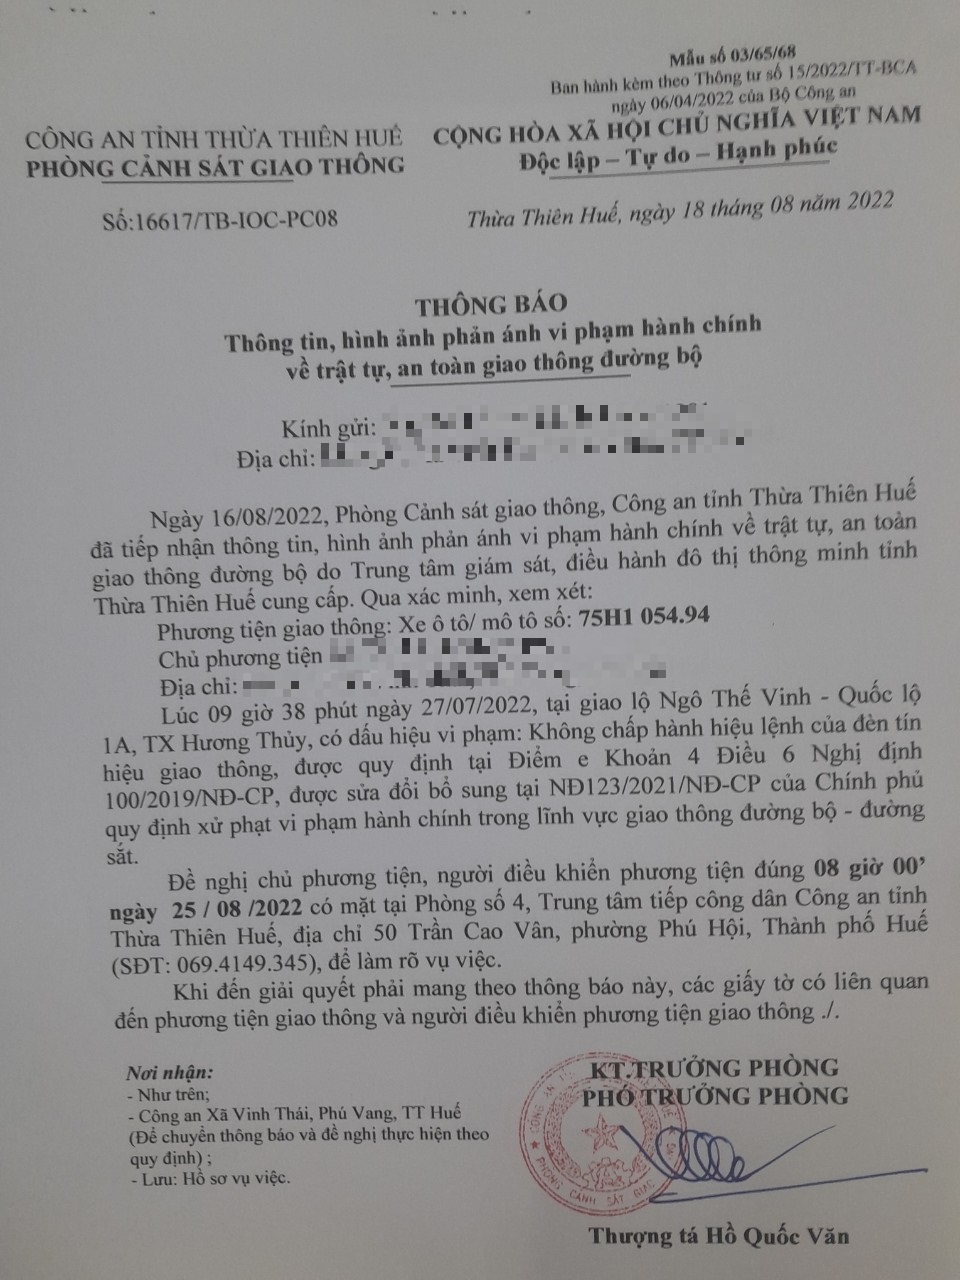 Mẫu số 03/65/68
Ban hành kèm theo Thông tư số 15/2022/TT-BCA
ngày 06/04/2022 của Bộ Công an
CÔNG AN TỈNH THỪA THIÊN HUẾ
PHÒNG CẢNH SÁT GIAO THÔNG
CỘNG HÒA XÃ HỘI CHỦ NGHĨA VIỆT NAM
Độc lập – Tự do – Hạnh phúc
Số:16617/TB-IOC-PC08
Thừa Thiên Huế, ngày 18 tháng 08 năm 2022
THÔNG BÁO
Thông tin, hình ảnh phản ánh vi phạm hành chính
về trật tự, an toàn giao thông đường bộ
Kính gửi:
Địa chỉ:
Ngày 16/08/2022, Phòng Cảnh sát giao thông, Công an tỉnh Thừa Thiên Huế
đã tiếp nhận thông tin, hình ảnh phản ánh vi phạm hành chính về trật tự, an toàn
giao thông đường bộ do Trung tâm giám sát, điều hành đô thị thông minh tỉnh
Thừa Thiên Huế cung cấp. Qua xác minh, xem xét:
Phương tiện giao thông: Xe ô tô/ mô tô số: 75H1 054.94
Chủ phương tiện
Địa chỉ:
Lúc 09 giờ 38 phút ngày 27/07/2022, tại giao lộ Ngô Thế Vinh - Quốc lộ
1A, TX Hương Thủy, có dấu hiệu vi phạm: Không chấp hành hiệu lệnh của đèn tín
hiệu giao thông, được quy định tại Điểm e Khoản 4 Điều 6 Nghị định
100/2019/NĐ-CP, được sửa đổi bổ sung tại NĐ123/2021/NĐ-CP của Chính phủ
quy định xử phạt vi phạm hành chính trong lĩnh vực giao thông đường bộ - đường
sắt.
Đề nghị chủ phương tiện, người điều khiển phương tiện đúng 08 giờ 00’
ngày 25 / 08 /2022 có mặt tại Phòng số 4, Trung tâm tiếp công dân Công an tỉnh
Thừa Thiên Huế, địa chỉ 50 Trần Cao Vân, phường Phú Hội, Thành phố Huế
(SĐT: 069.4149.345), để làm rõ vụ việc.
Khi đến giải quyết phải mang theo thông báo này, các giấy tờ có liên quan
đến phương tiện giao thông và người điều khiển phương tiện giao thông ./.
Nơi nhận:
- Như trên;
- Công an Xã Vinh Thái, Phú Vang, TT Huế
(Để chuyển thông báo và đề nghị thực hiện theo
quy định) ;
- Lưu: Hồ sơ vụ việc.
KT.TRƯỞNG PHÒNG
PHÓ TRƯỞNG PHÒNG
PHÒNG CẢNH SÁT GIAO
Thượng tá Hồ Quốc Văn